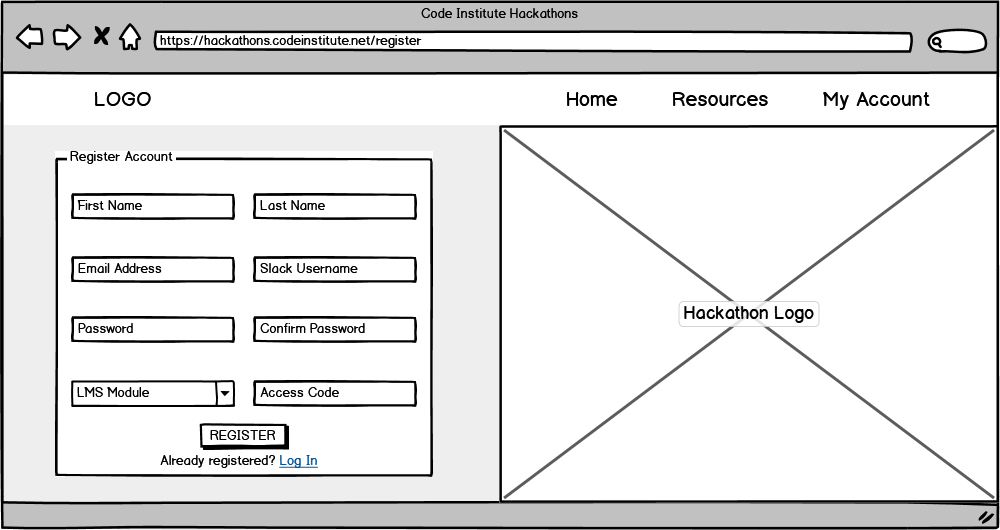 Code Institute Hackathons
https://hackathons.codeinstitute.net/register
LOGO Home Resources My Account
Register Account
First Name Last Name
Email Address Slack Username
Password Confirm Password
LMS Module Access Code
REGISTER
Already registered? Log In
Hackathon Logo